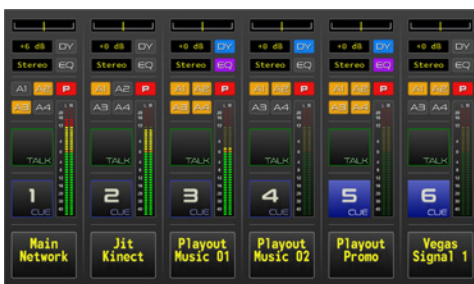 +6 dB DY +0 dB DY +0 dB DY +0 dB DY +0 dB DY +0 dB DY
Stereo EQ Stereo EQ Stereo EQ Stereo EQ Stereo EQ Stereo EQ
A1 A2 P A1 A2 P A1 A2 P A1 A2 P A1 A2 P A1 A2 P
A3 A4 A3 A4 A3 A4 A3 A4 A3 A4 A3 A4
TALK TALK TALK TALK TALK TALK
1 2 3 4 5 6
CUE CUE CUE CUE CUE CUE
Main Jit Playout Playout Playout Vegas
Network Kinect Music 01 Music 02 Promo Signal 1